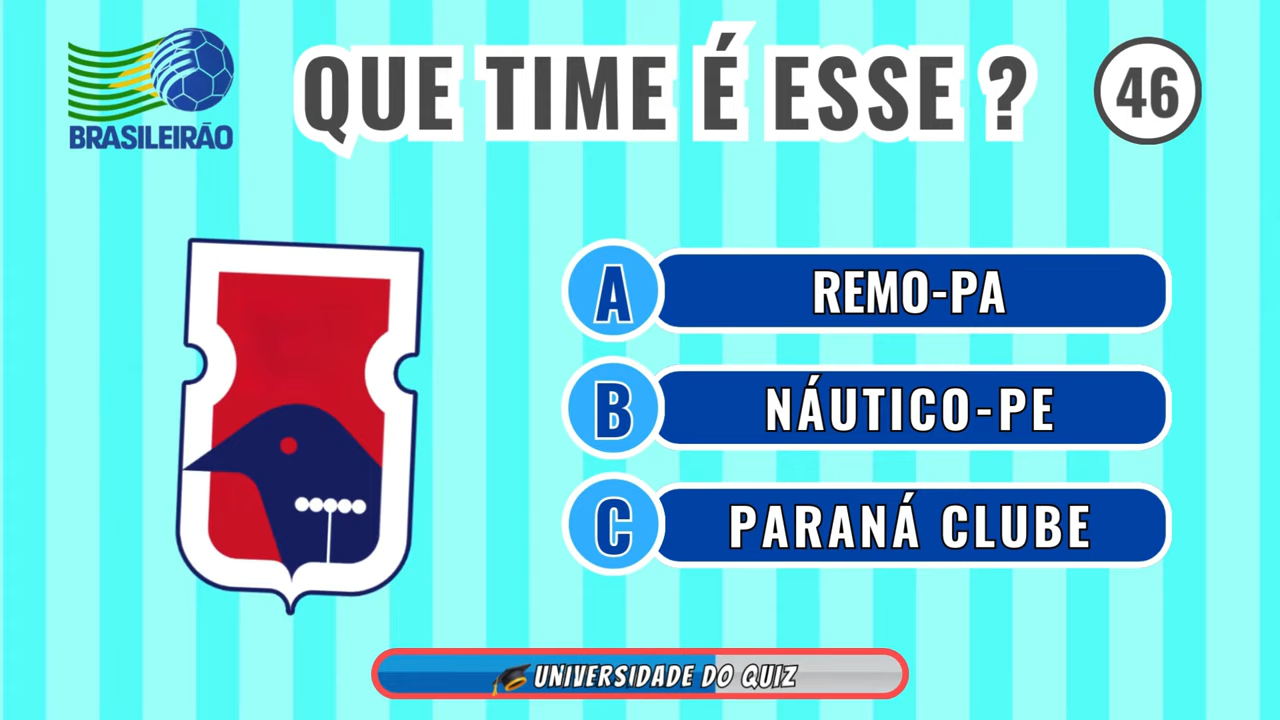 BRASILEIRÃO
QUE TIME É ESSE ?
46
A REMO-PA
B NÁUTICO-PE
C PARANÁ CLUBE
UNIVERSIDADE DO QUIZ